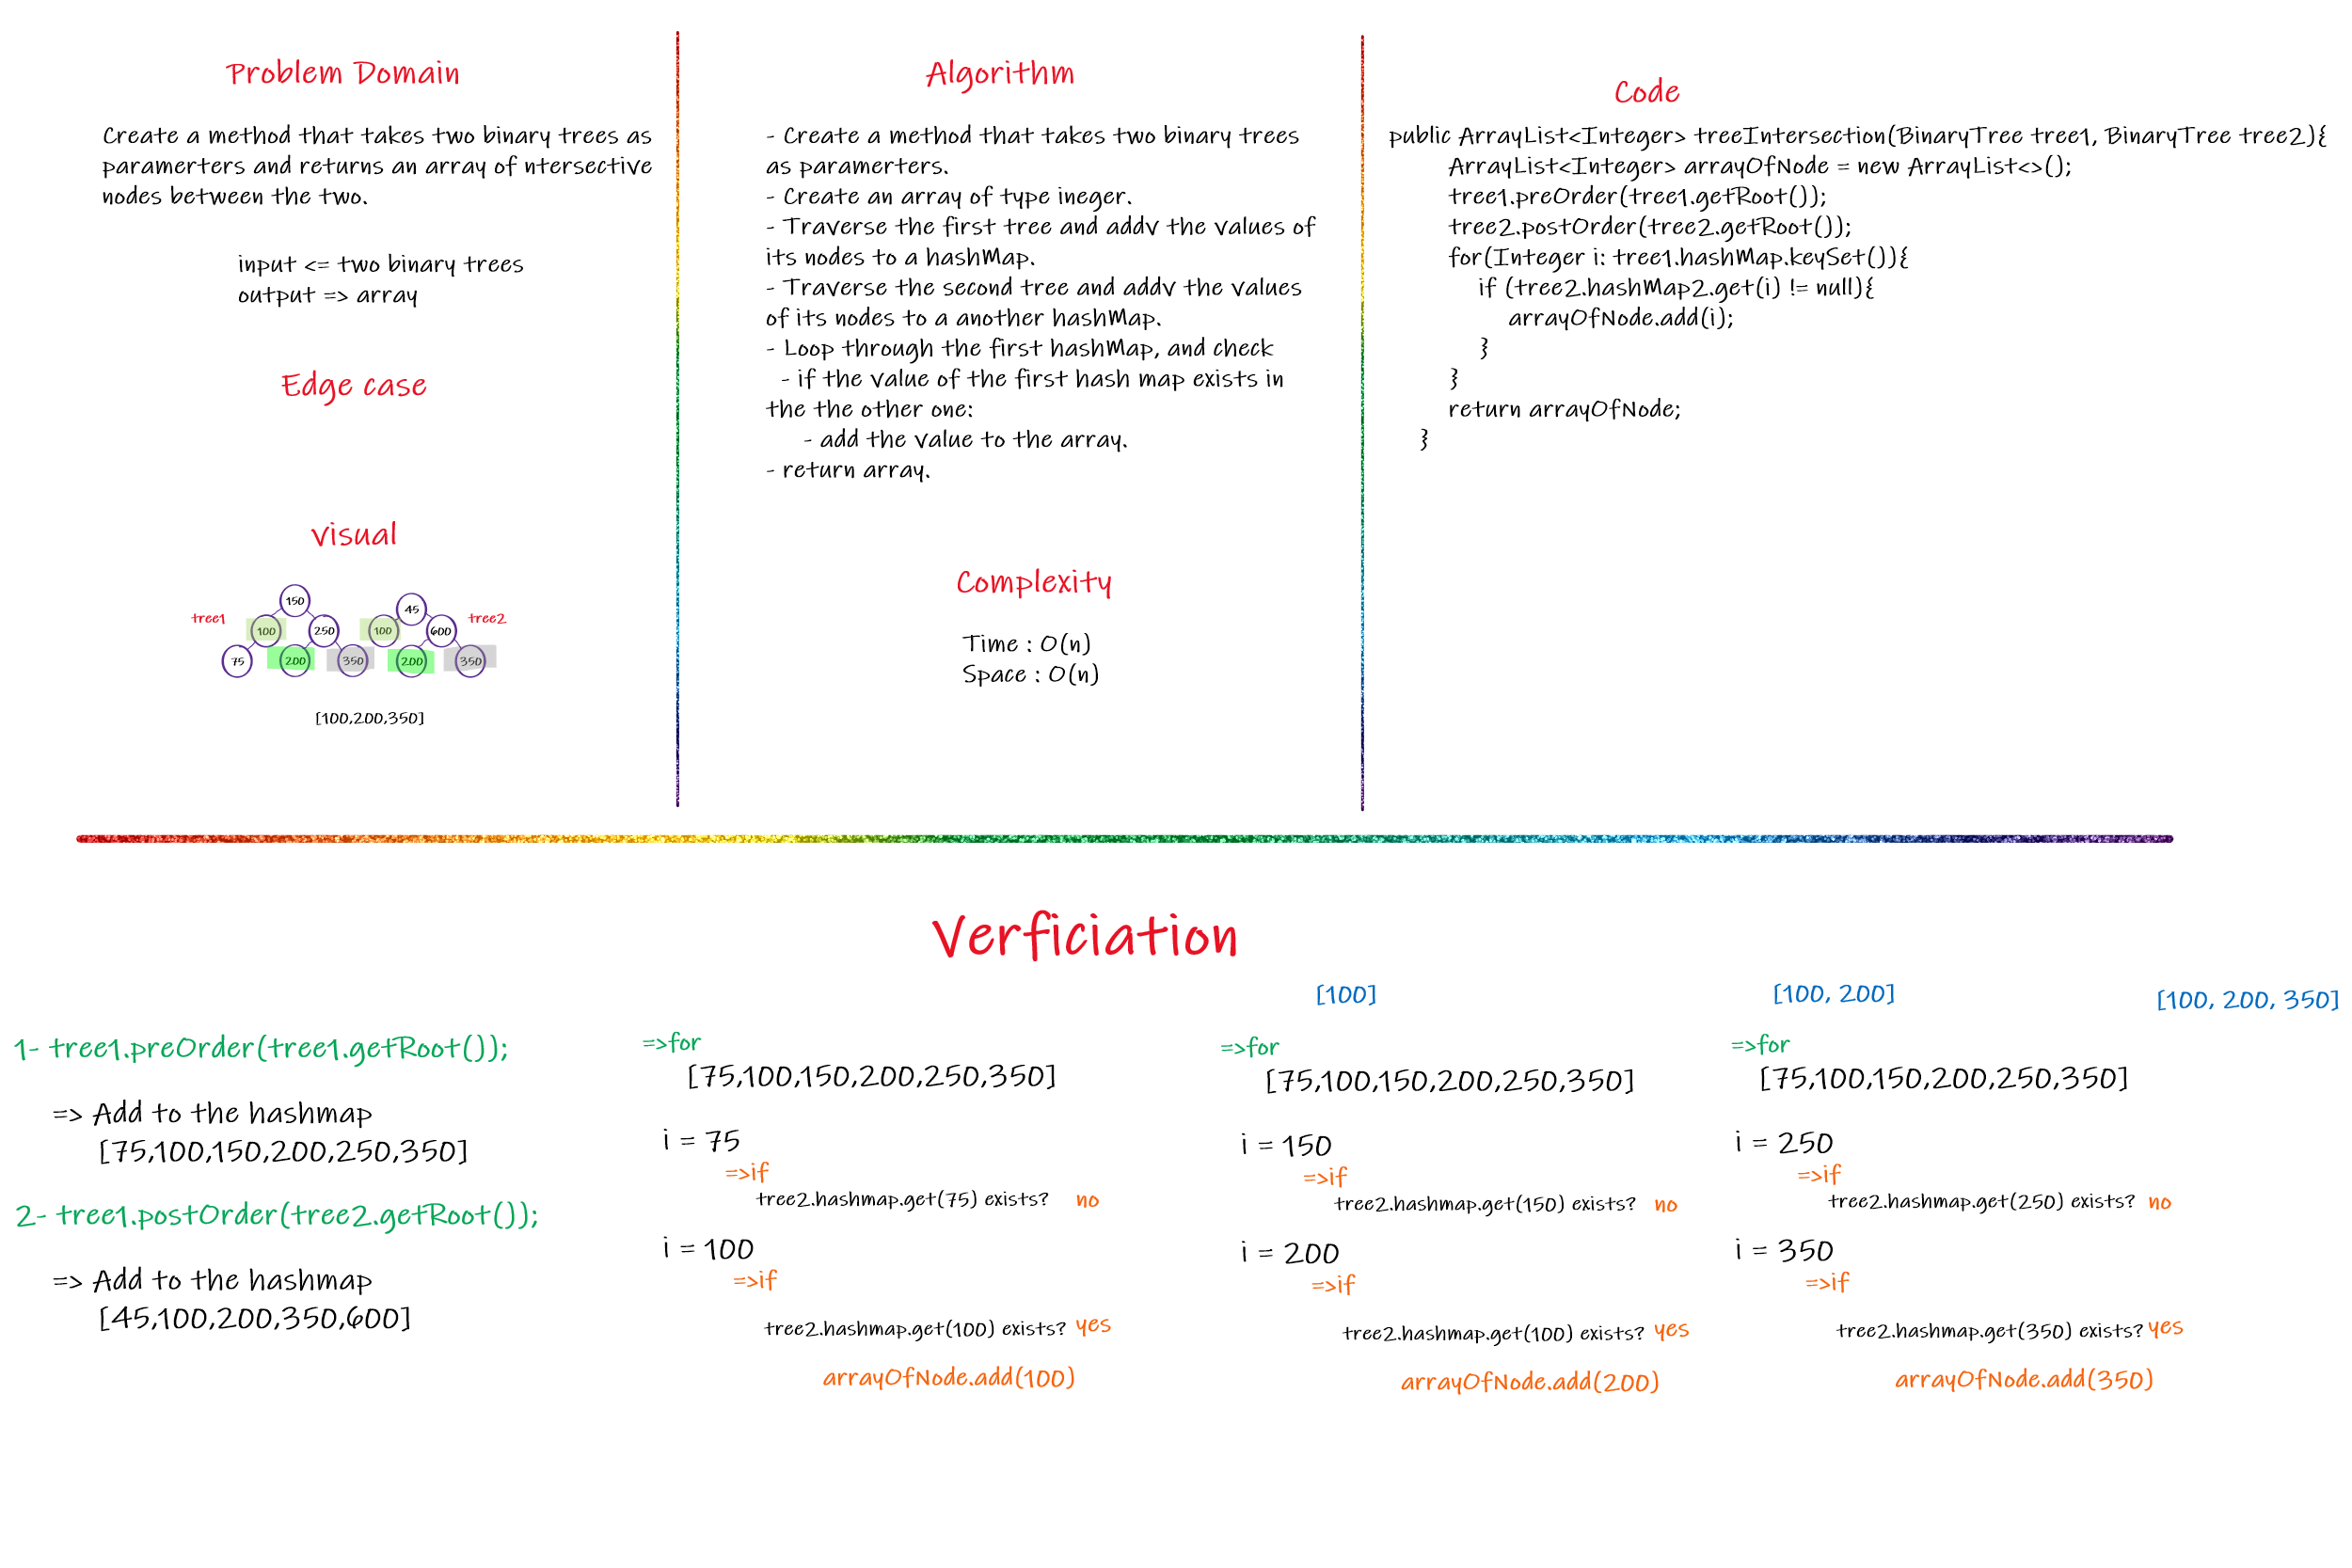 Problem Domain
Create a method that takes two binary trees as
paramerters and returns an array of ntersective
nodes between the two.
input <= two binary trees
output => array
Edge case
visual
tree1
150
100
250
75
200
350
tree2
45
100
600
200
350
[100,200,350]
Algorithm
- Create a method that takes two binary trees
as paramerters.
- Create an array of type ineger.
- Traverse the first tree and addv the values of
its nodes to a hashMap.
- Traverse the second tree and addv the values
of its nodes to a another hashMap.
- Loop through the first hashMap, and check
- if the value of the first hash map exists in
the the other one:
- add the value to the array.
- return array.
Complexity
Time : O(n)
Space : O(n)
Code
public ArrayList<Integer> treeIntersection(BinaryTree tree1, BinaryTree tree2){
ArrayList<Integer> arrayOfNode = new ArrayList<>();
tree1.preOrder(tree1.getRoot());
tree2.postOrder(tree2.getRoot());
for(Integer i: tree1.hashMap.keySet()){
if (tree2.hashMap2.get(i) != null){
arrayOfNode.add(i);
}
}
return arrayOfNode;
}
Verficiation
1- tree1.preOrder(tree1.getRoot());
=> Add to the hashmap
[75,100,150,200,250,350]
2- tree1.postOrder(tree2.getRoot());
=> Add to the hashmap
[45,100,200,350,600]
=>for
[75,100,150,200,250,350]
i = 75
=>if
tree2.hashmap.get(75) exists? no
i = 100
=>if
tree2.hashmap.get(100) exists? yes
arrayOfNode.add(100)
[100]
=>for
[75,100,150,200,250,350]
i = 150
=>if
tree2.hashmap.get(150) exists? no
i = 200
=>if
tree2.hashmap.get(100) exists? yes
arrayOfNode.add(200)
[100, 200]
=>for
[75,100,150,200,250,350]
i = 250
=>if
tree2.hashmap.get(250) exists? no
i = 350
=>if
tree2.hashmap.get(350) exists? yes
arrayOfNode.add(350)
[100, 200, 350]